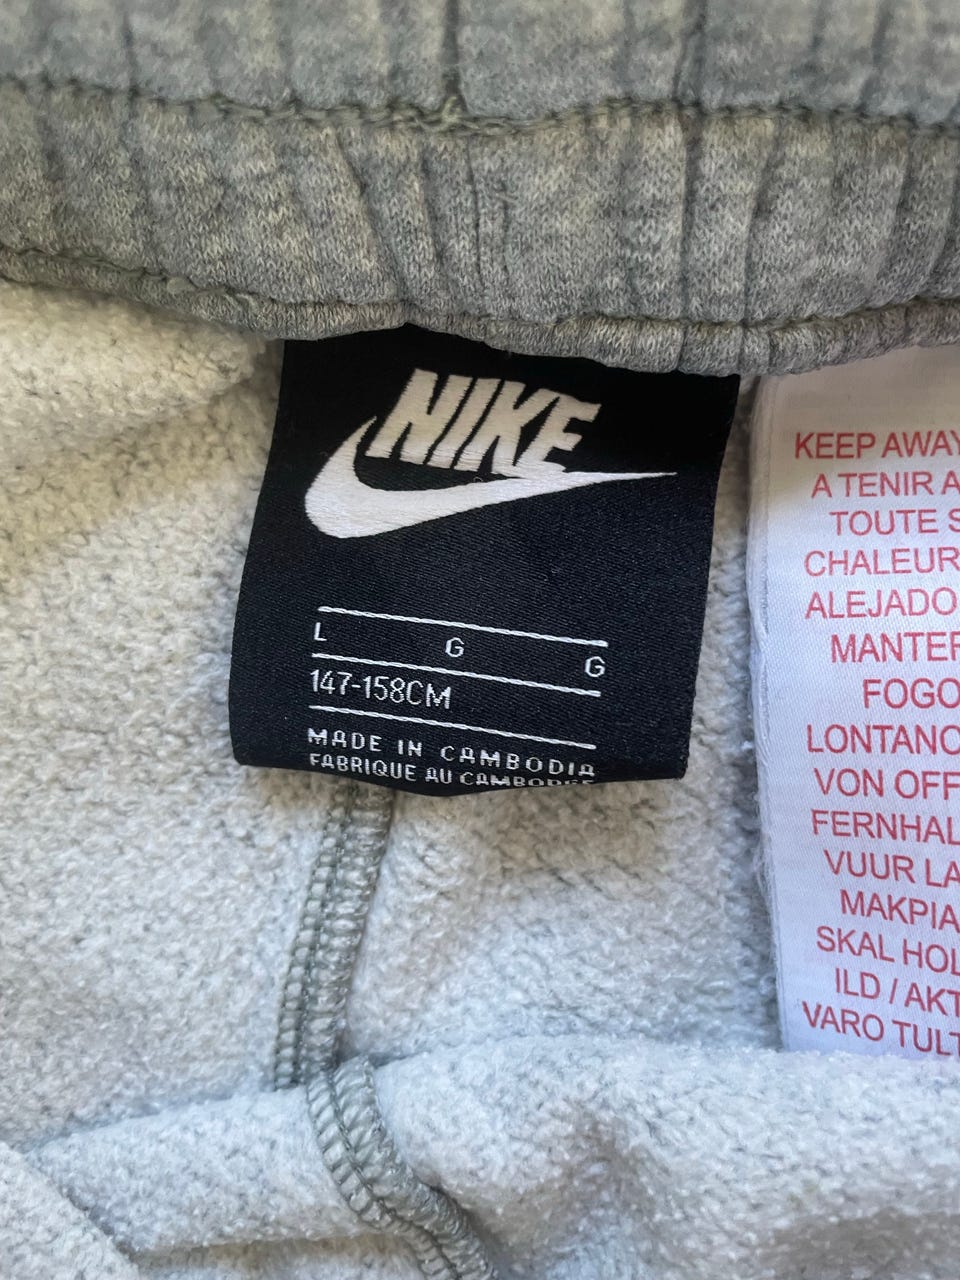 NIKE
L G G
147-158CM
MADE IN CAMBODIA
FABRIQUE AU CAMBODGE
KEEP AWAY
A TENIR A
TOUTE S
CHALEUR
ALEJADO
MANTER
FOGO
LONTANO
VON OFF
FERNHAL
VUUR LA
MAKPIA
SKAL HOL
ILD / AKT
VARO TULT